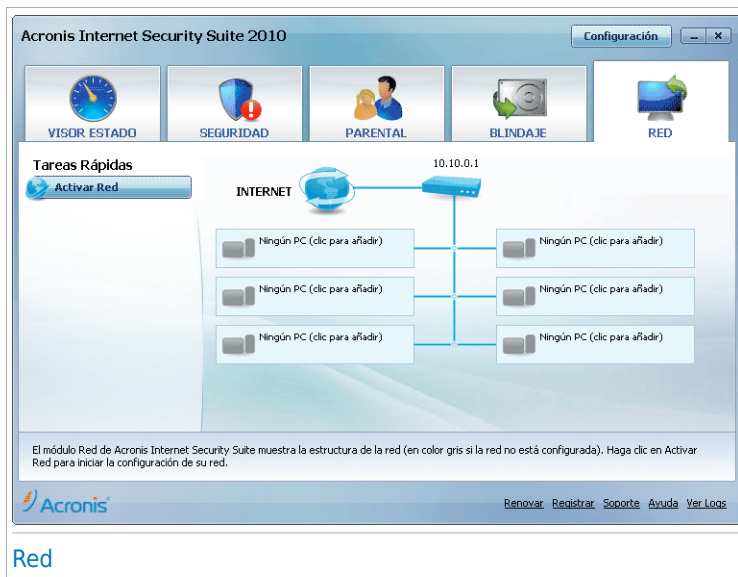 Acronis Internet Security Suite 2010
Configuración
VISOR ESTADO
SEGURIDAD
PARENTAL
BLINDAJE
RED
Tareas Rápidas
Activar Red
10.10.0.1
INTERNET
Ningún PC (clic para añadir)
Ningún PC (clic para añadir)
Ningún PC (clic para añadir)
Ningún PC (clic para añadir)
Ningún PC (clic para añadir)
Ningún PC (clic para añadir)
El módulo Red de Acronis Internet Security Suite muestra la estructura de la red (en color gris si la red no está configurada). Haga clic en Activar
Red para iniciar la configuración de su red.
Acronis
Renovar Registrar Soporte Ayuda Ver Logs
Red